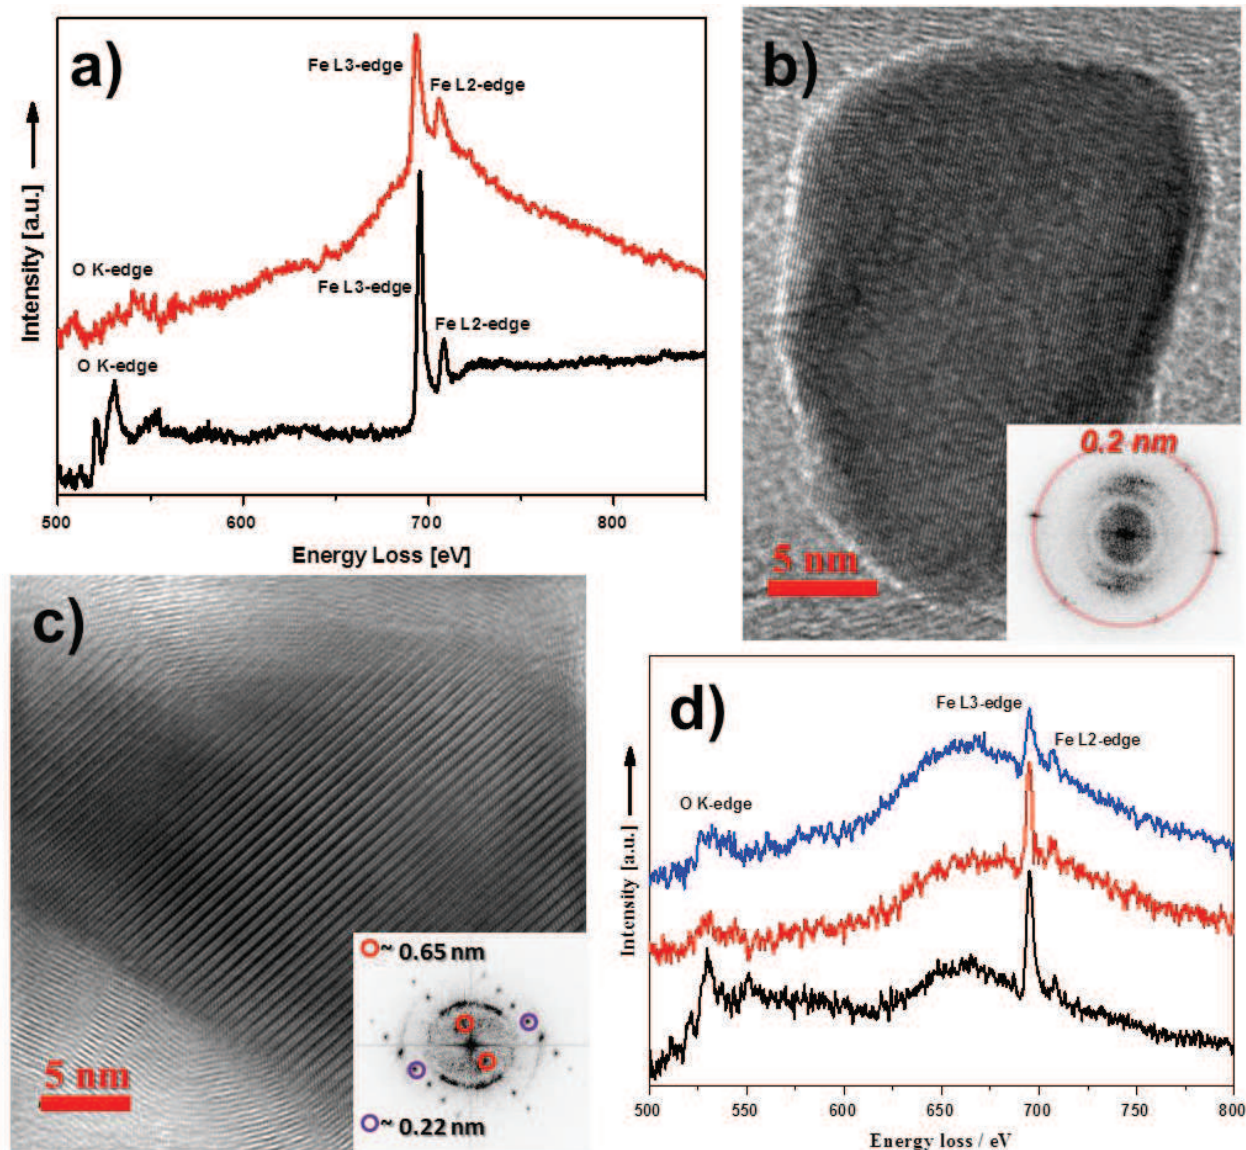 a)
Fe L3-edge
Fe L2-edge
O K-edge
Fe L3-edge
Fe L2-edge
O K-edge
Intensity [a.u.]
500 600 700 800
Energy Loss [eV]
b)
0.2 nm
5 nm
c)
~ 0.65 nm
~ 0.22 nm
5 nm
d)
Fe L3-edge
Fe L2-edge
O K-edge
Intensity [a.u.]
500 550 600 650 700 750 800
Energy loss / eV